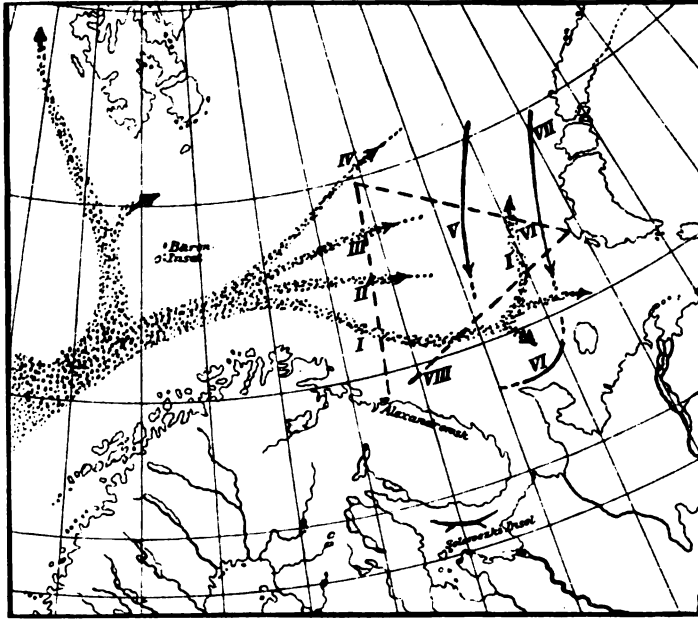 VII
IV
V
VI
III
I
II
Bären
Insel
I
VI
VIII
Alexandrowsk
Solowezki Insel